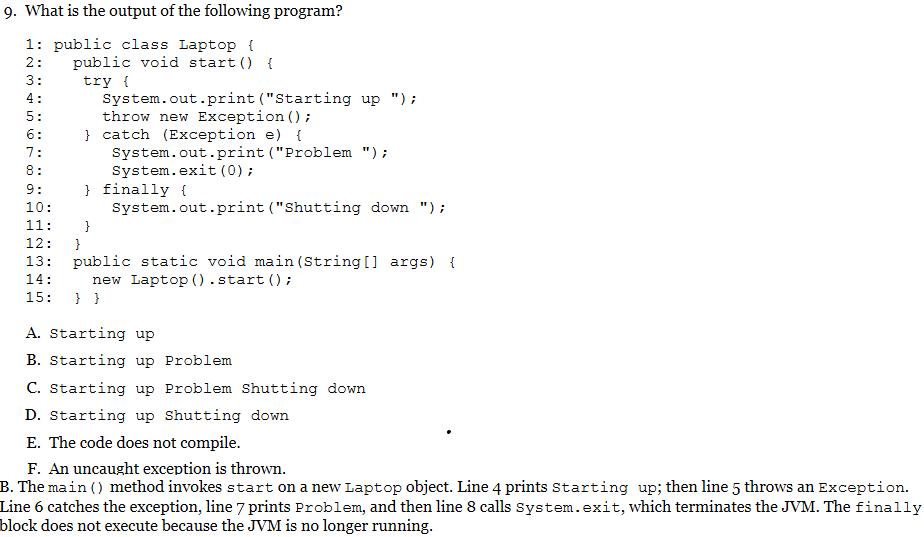 9. What is the output of the following program?
1: public class Laptop {
2:   public void start() {
3:    try {
4:      System.out.print("Starting up ");
5:      throw new Exception();
6:    } catch (Exception e) {
7:       System.out.print("Problem ");
8:       System.exit(0);
9:    } finally {
10:       System.out.print("Shutting down ");
11:    }
12:   }
13:   public static void main(String[] args) {
14:     new Laptop().start();
15:   } }
A. Starting up
B. Starting up Problem
C. Starting up Problem Shutting down
D. Starting up Shutting down
E. The code does not compile.
F. An uncaught exception is thrown.
B. The main() method invokes start on a new Laptop object. Line 4 prints Starting up; then line 5 throws an Exception.
Line 6 catches the exception, line 7 prints Problem, and then line 8 calls System.exit, which terminates the JVM. The finally
block does not execute because the JVM is no longer running.